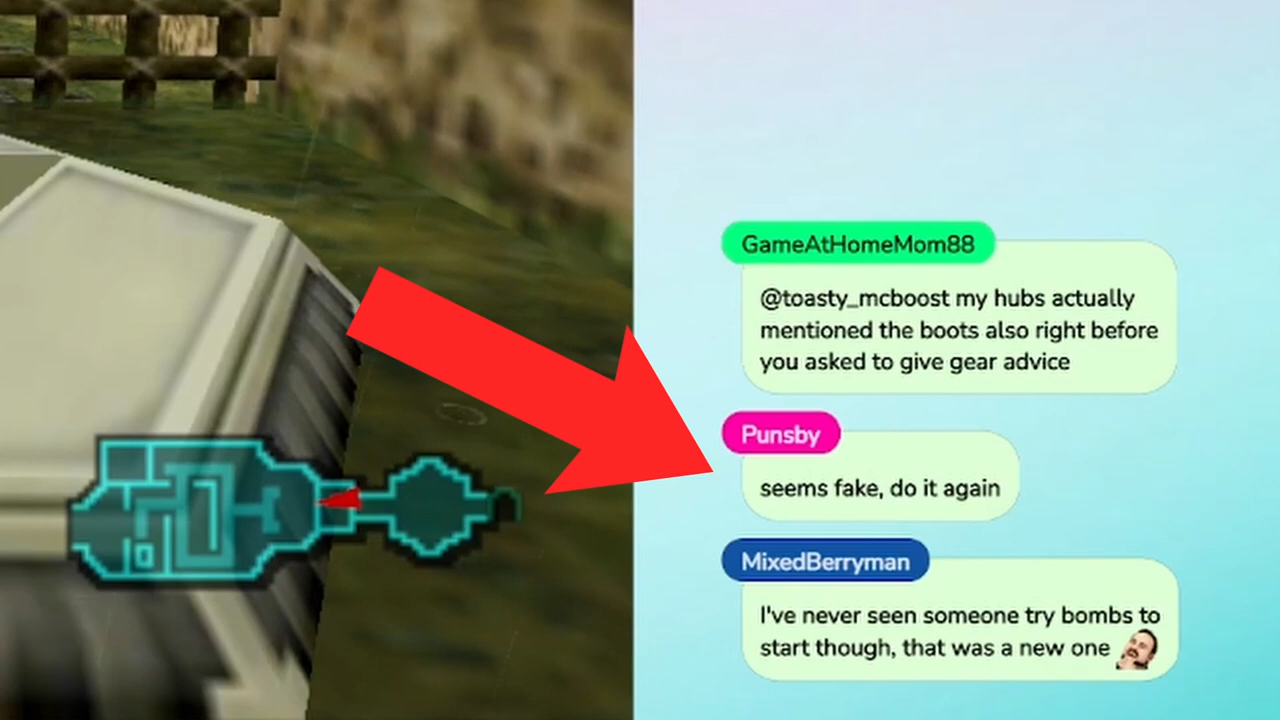 GameAtHomeMom88
@toasty_mcboost my hubs actually
mentioned the boots also right before
you asked to give gear advice
Punsby
seems fake, do it again
MixedBerryman
I've never seen someone try bombs to
start though, that was a new one